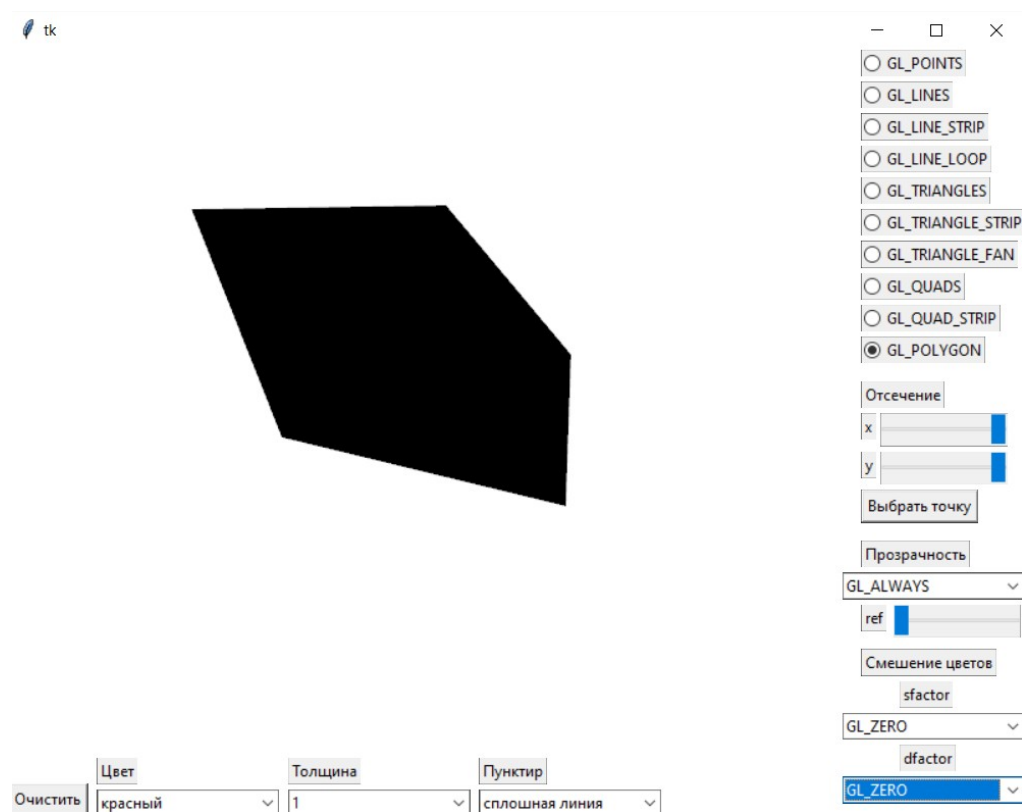 tk
GL_POINTS
GL_LINES
GL_LINE_STRIP
GL_LINE_LOOP
GL_TRIANGLES
GL_TRIANGLE_STRIP
GL_TRIANGLE_FAN
GL_QUADS
GL_QUAD_STRIP
GL_POLYGON
Отсечение
x
y
Выбрать точку
Прозрачность
GL_ALWAYS
ref
Смешение цветов
sfactor
GL_ZERO
dfactor
GL_ZERO
Цвет Толщина Пунктир
Очистить красный 1 сплошная линия